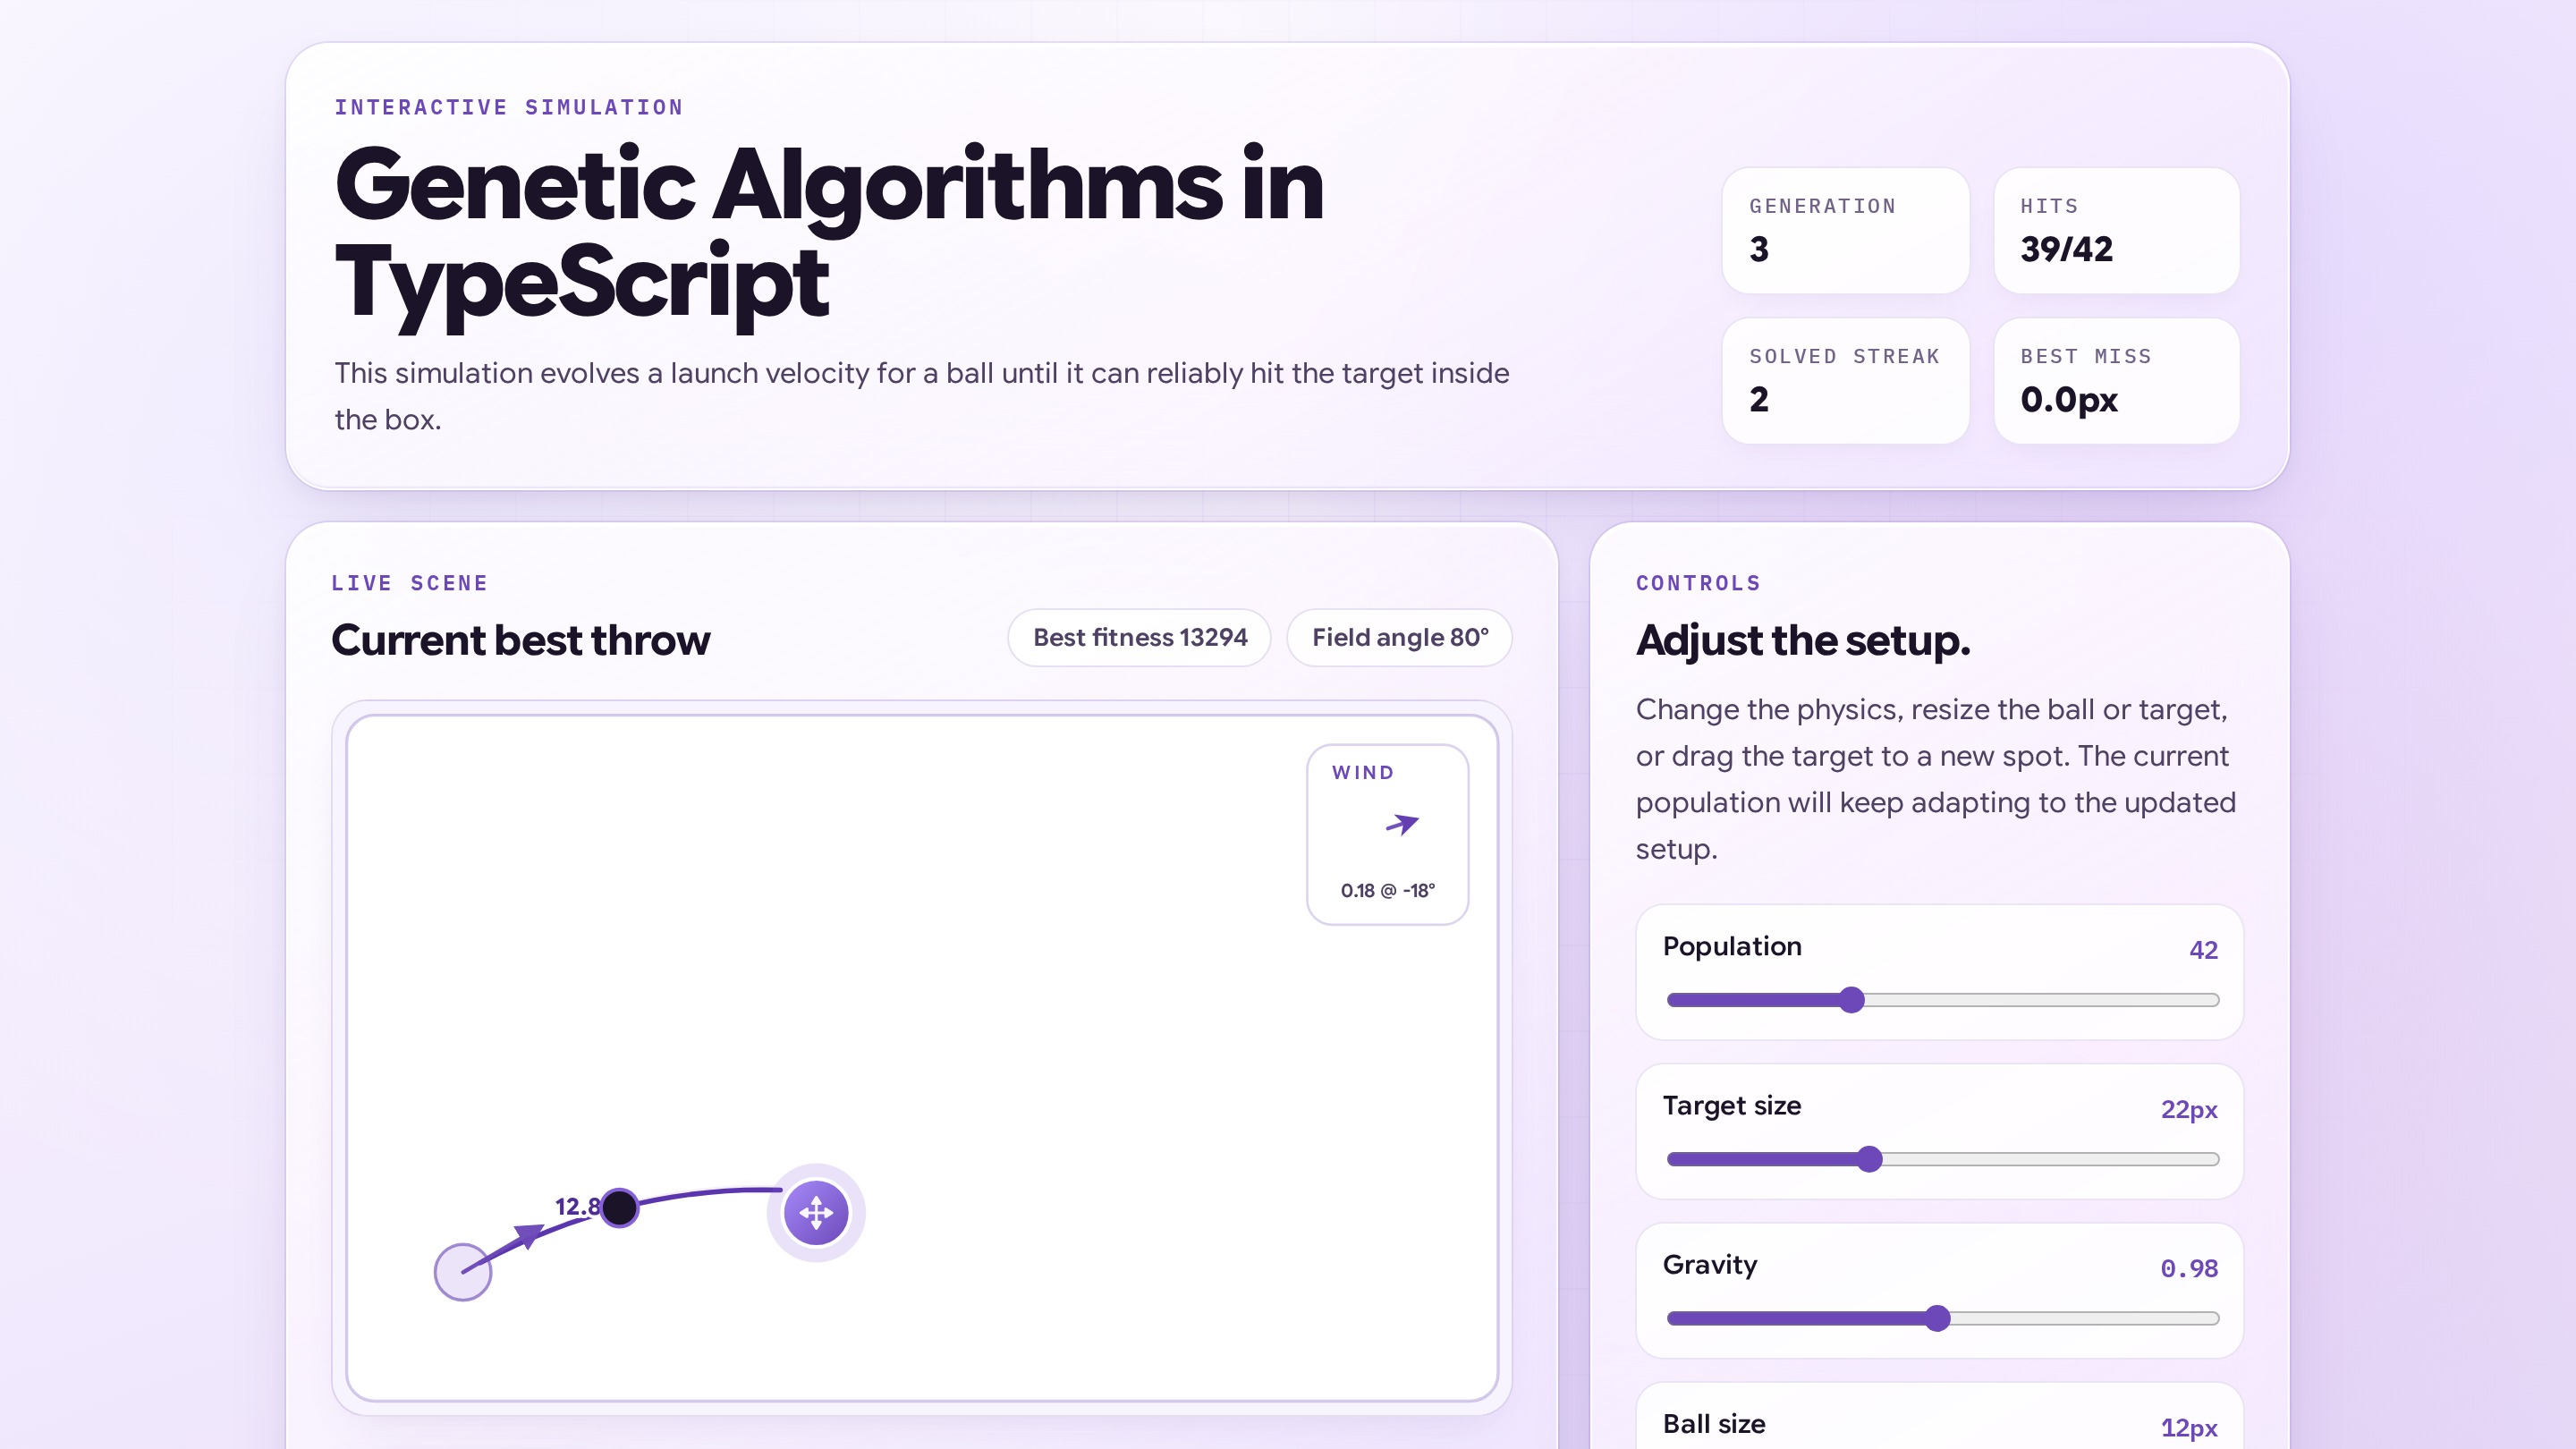 INTERACTIVE SIMULATION
Genetic Algorithms in
TypeScript
This simulation evolves a launch velocity for a ball until it can reliably hit the target inside
the box.
GENERATION
3
HITS
39/42
SOLVED STREAK
2
BEST MISS
0.0px
LIVE SCENE
Current best throw
Best fitness 13294
Field angle 80°
WIND
0.18 @ -18°
12.8
CONTROLS
Adjust the setup.
Change the physics, resize the ball or target,
or drag the target to a new spot. The current
population will keep adapting to the updated
setup.
Population
42
Target size
22px
Gravity
0.98
Ball size
12px